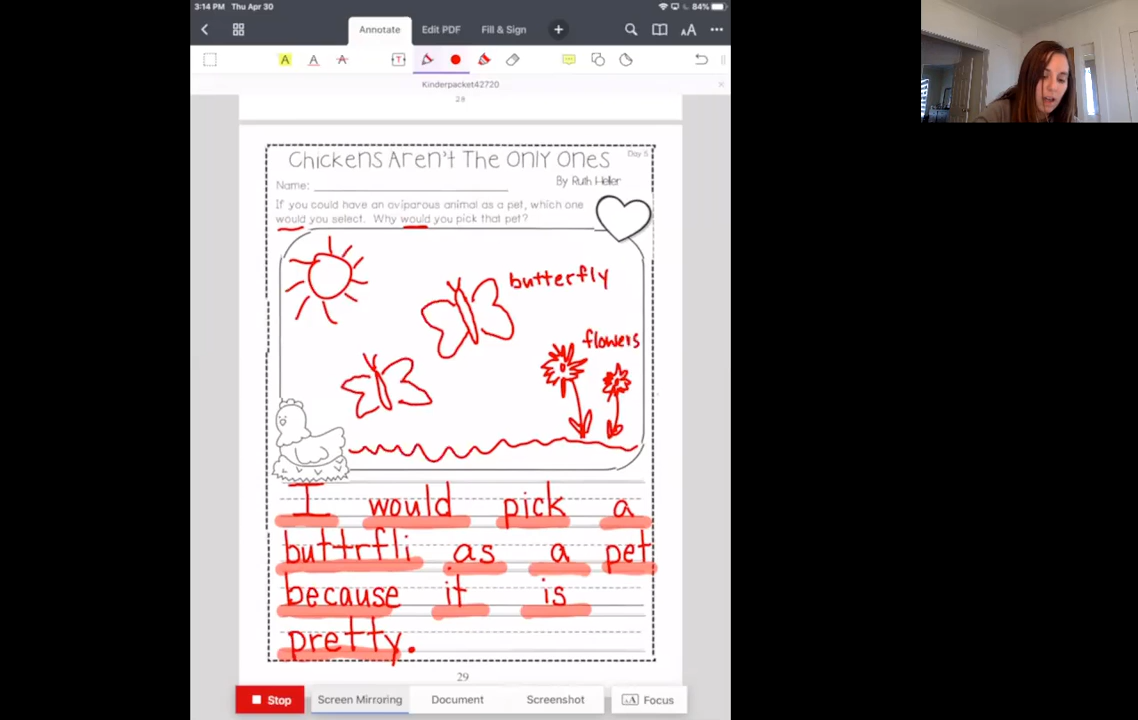 3:14 PM Thu Apr 30
84%
Annotate
Edit PDF
Fill & Sign
AA
A
A
A
T
Kinderpacket42720
28
Chickens Aren't The Only Ones
Day 5
By Ruth Heller
Name:
If you could have an oviparous animal as a pet, which one
would you select. Why would you pick that pet?
butterfly
flowers
I would pick a
buttrfli as a pet
because it is
pretty.
29
Stop
Screen Mirroring
Document
Screenshot
AA Focus